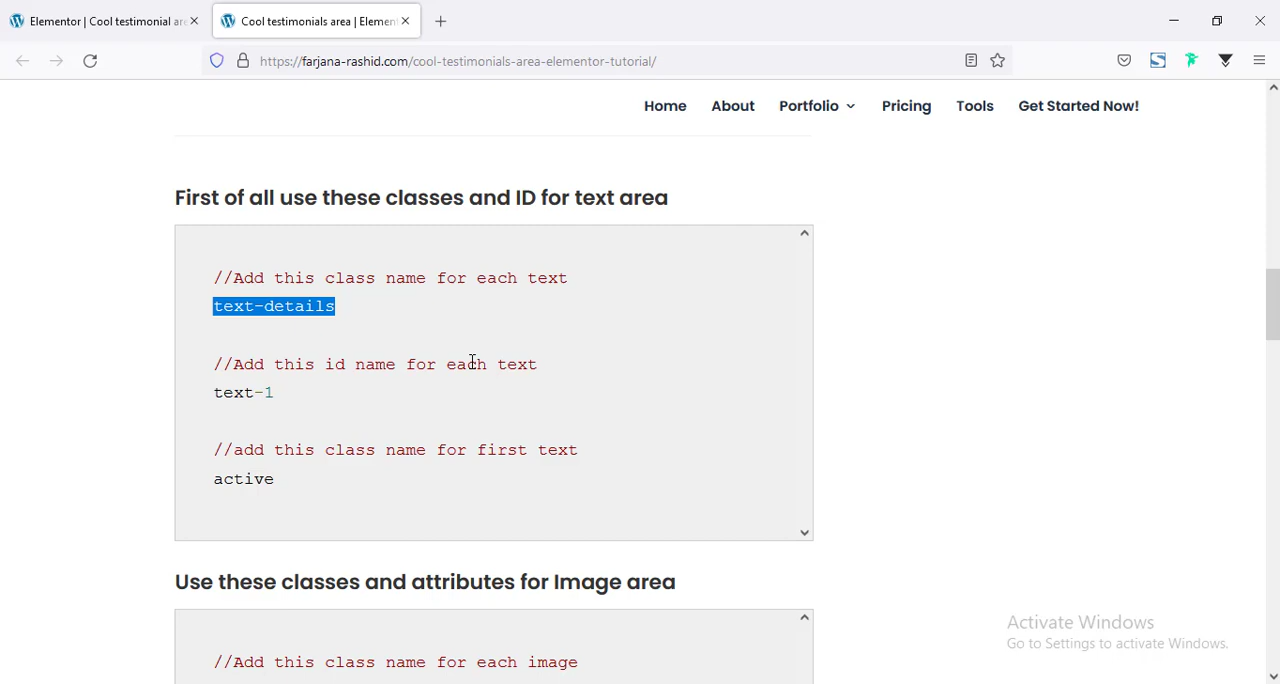 Elementor | Cool testimonial ar
Cool testimonials area | Elemen
https://farjana-rashid.com/cool-testimonials-area-elementor-tutorial/
Home About Portfolio Pricing Tools Get Started Now!
First of all use these classes and ID for text area
//Add this class name for each text
text-details
//Add this id name for each text
text-1
//add this class name for first text
active
Use these classes and attributes for Image area
//Add this class name for each image
Activate Windows
Go to Settings to activate Windows.